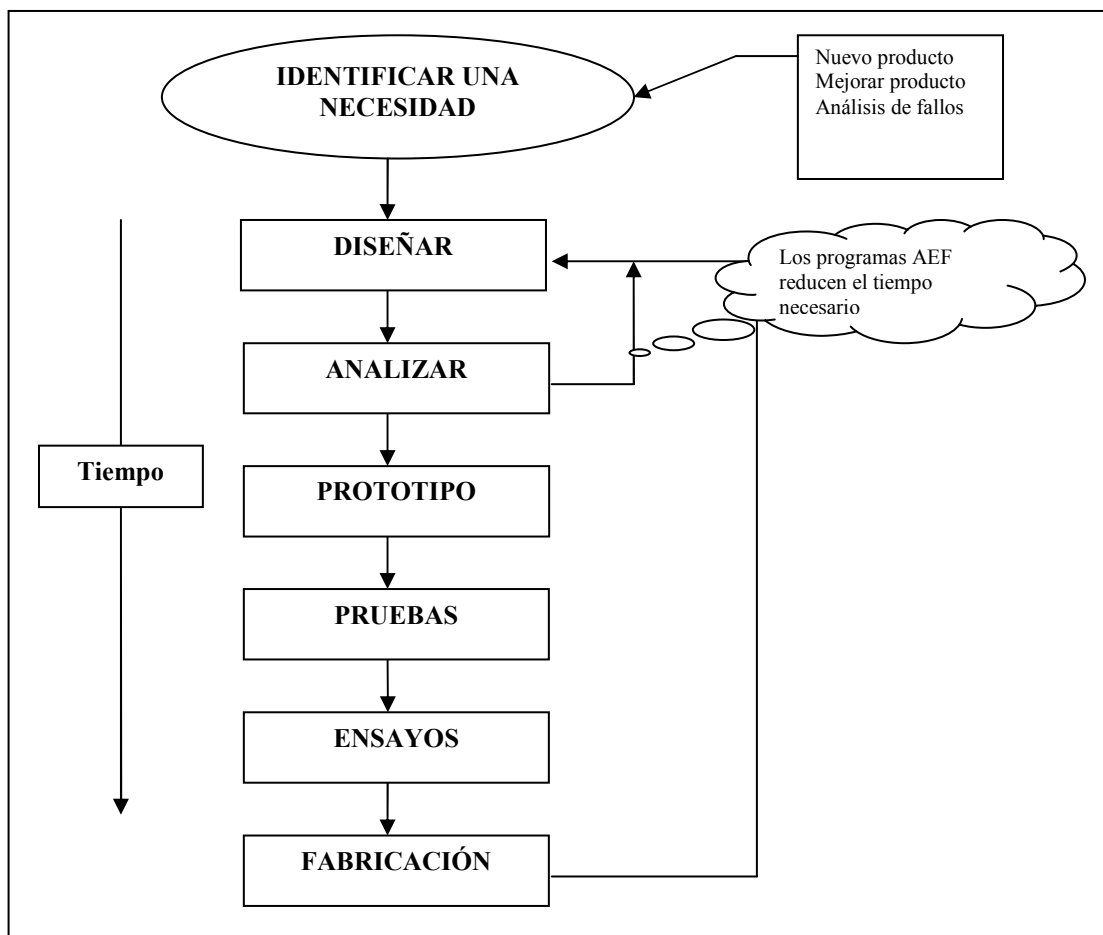 IDENTIFICAR UNA
NECESIDAD
Nuevo producto
Mejorar producto
Análisis de fallos
DISEÑAR
Los programas AEF
reducen el tiempo
necesario
ANALIZAR
Tiempo
PROTOTIPO
PRUEBAS
ENSAYOS
FABRICACIÓN